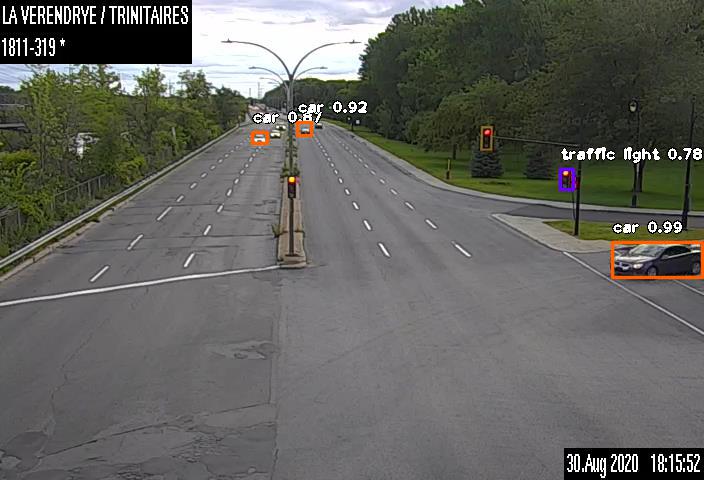 LA VERENDRYE / TRINITAIRES
1811-319 *
car 0.92
car 0.87
traffic light 0.78
car 0.99
30.Aug 2020 18:15:52